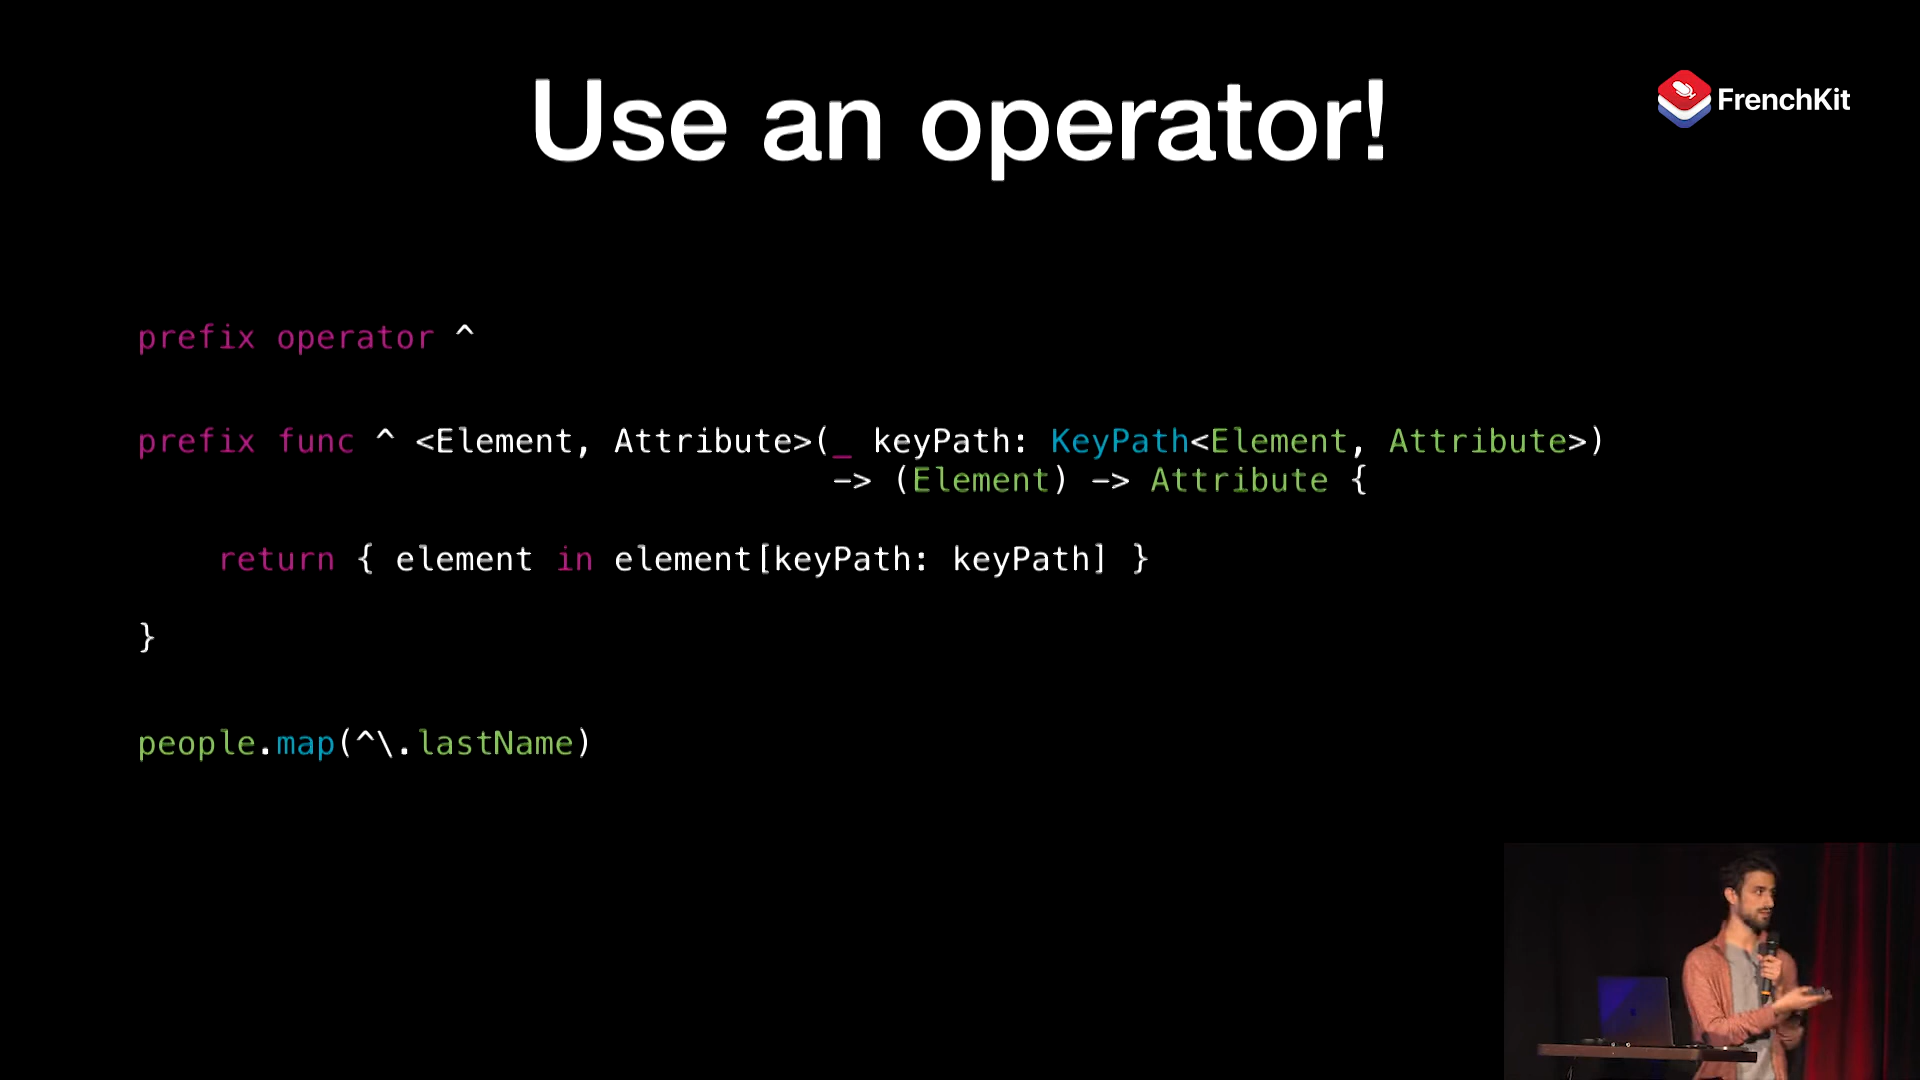 Use an operator!
FrenchKit
prefix operator ^
prefix func ^ <Element, Attribute>(_ keyPath: KeyPath<Element, Attribute>)
-> (Element) -> Attribute {
return { element in element[keyPath: keyPath] }
}
people.map(^\.lastName)